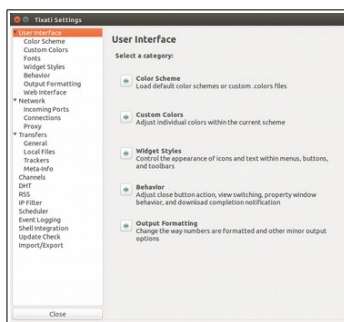 Tixati Settings
User Interface
Color Scheme
Custom Colors
Fonts
Widget Styles
Behavior
Output Formatting
Web Interface
Network
Incoming Ports
Connections
Proxy
Transfers
General
Local Files
Trackers
Meta-Info
Channels
DHT
RSS
IP Filter
Scheduler
Event Logging
Shell Integration
Update Check
Import/Export
Close
User Interface
Select a category:
Color Scheme
Load default color schemes or custom .colors files
Custom Colors
Adjust individual colors within the current scheme
Widget Styles
Control the appearance of icons and text within menus, buttons,
and toolbars
Behavior
Adjust close button action, view switching, property window
behavior, and download completion notification
Output Formatting
Change the way numbers are formatted and other minor output
options